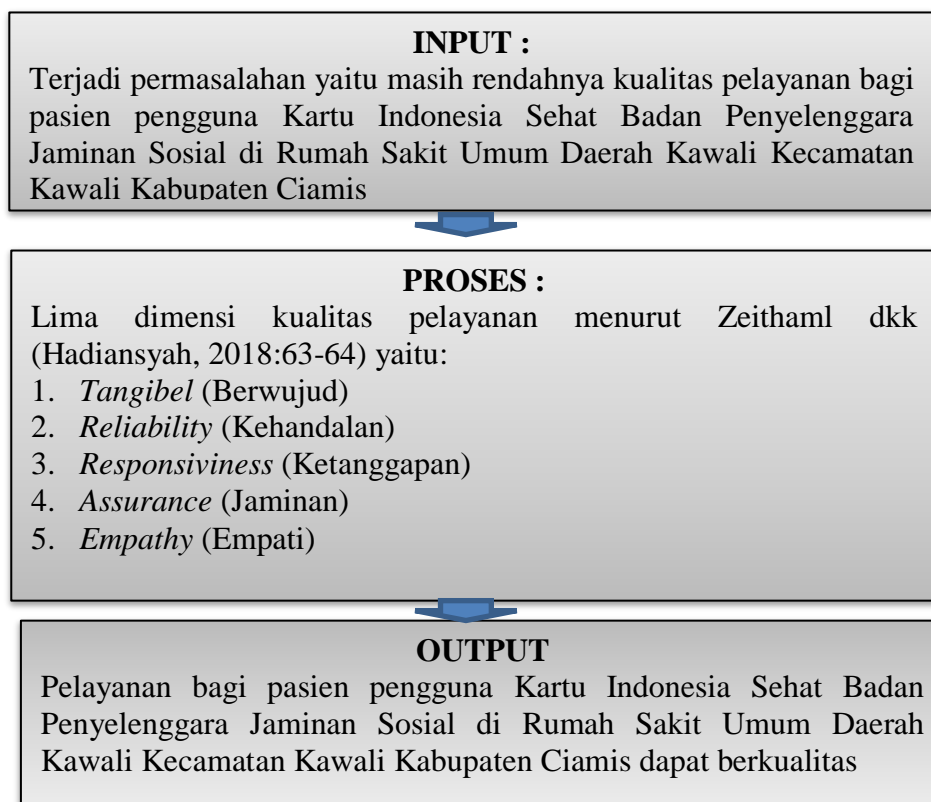 INPUT :
Terjadi permasalahan yaitu masih rendahnya kualitas pelayanan bagi
pasien pengguna Kartu Indonesia Sehat Badan Penyelenggara
Jaminan Sosial di Rumah Sakit Umum Daerah Kawali Kecamatan
Kawali Kabupaten Ciamis
PROSES :
Lima dimensi kualitas pelayanan menurut Zeithaml dkk
(Hadiansyah, 2018:63-64) yaitu:
1. Tangibel (Berwujud)
2. Reliability (Kehandalan)
3. Responsiviness (Ketanggapan)
4. Assurance (Jaminan)
5. Empathy (Empati)
OUTPUT
Pelayanan bagi pasien pengguna Kartu Indonesia Sehat Badan
Penyelenggara Jaminan Sosial di Rumah Sakit Umum Daerah
Kawali Kecamatan Kawali Kabupaten Ciamis dapat berkualitas